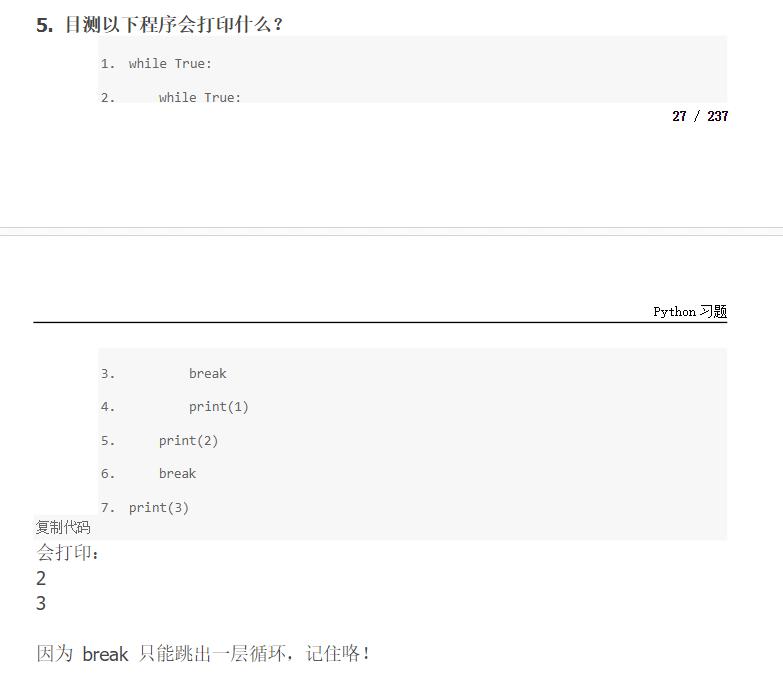 5. 目测以下程序会打印什么？
1. while True:
2.     while True:
27 / 237
Python 习题
3.         break
4.         print(1)
5.     print(2)
6.     break
7. print(3)
复制代码
会打印：
2
3
因为 break 只能跳出一层循环，记住咯！